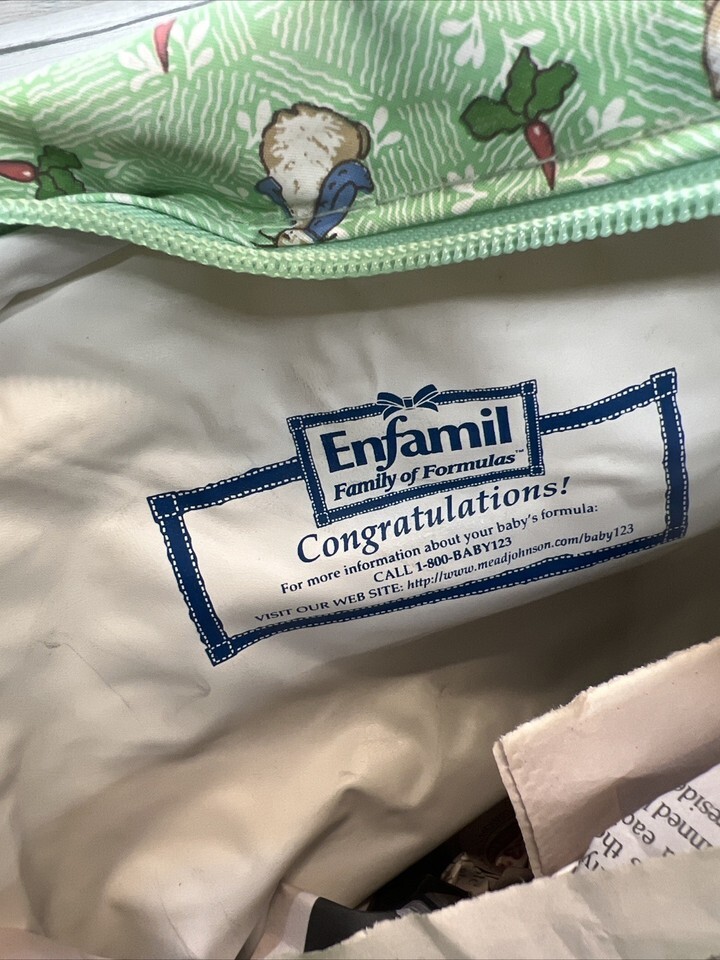 Enfamil
Family of Formulas™
Congratulations!
For more information about your baby's formula:
CALL 1-800-BABY123
VISIT OUR WEB SITE: http://www.meadjohnson.com/baby123